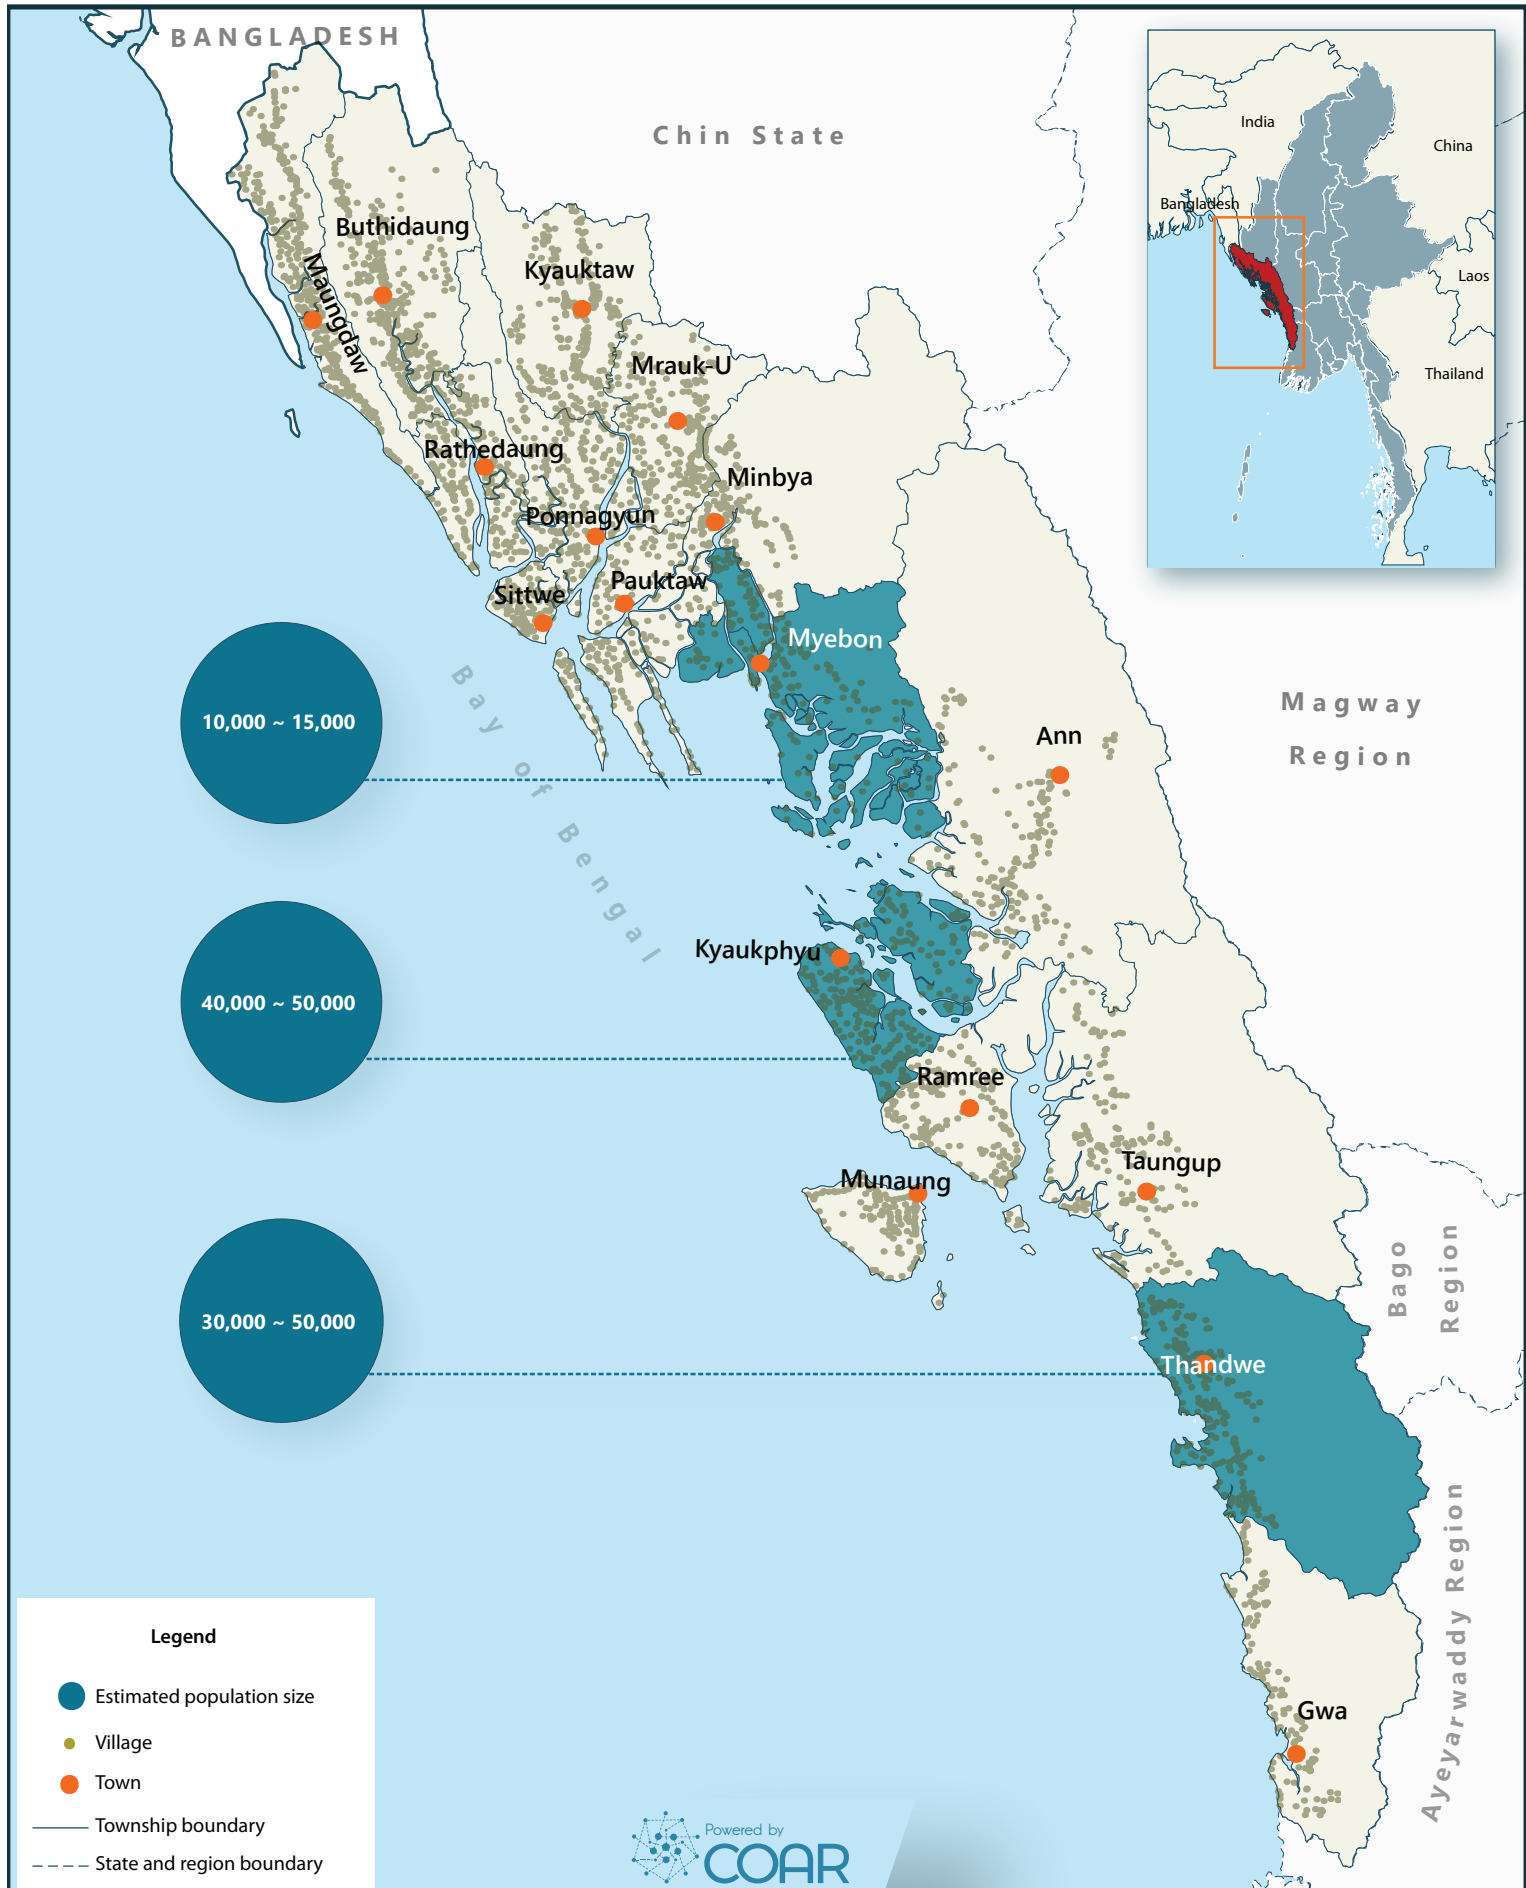 BANGLADESH
Chin State
India
China
Bangladesh
Laos
Thailand
Buthidaung
Kyauktaw
Maungdaw
Mrauk-U
Rathedaung
Minbya
Ponnagyun
Pauktaw
Sittwe
Myebon
Bay of Bengal
10,000 ~ 15,000
Magway
Region
Ann
Kyaukphyu
40,000 ~ 50,000
Ramree
Taungup
Munaung
Bago
Region
30,000 ~ 50,000
Thandwe
Ayeyarwaddy Region
Gwa
Legend
Estimated population size
Village
Town
Township boundary
State and region boundary
Powered by
COAR